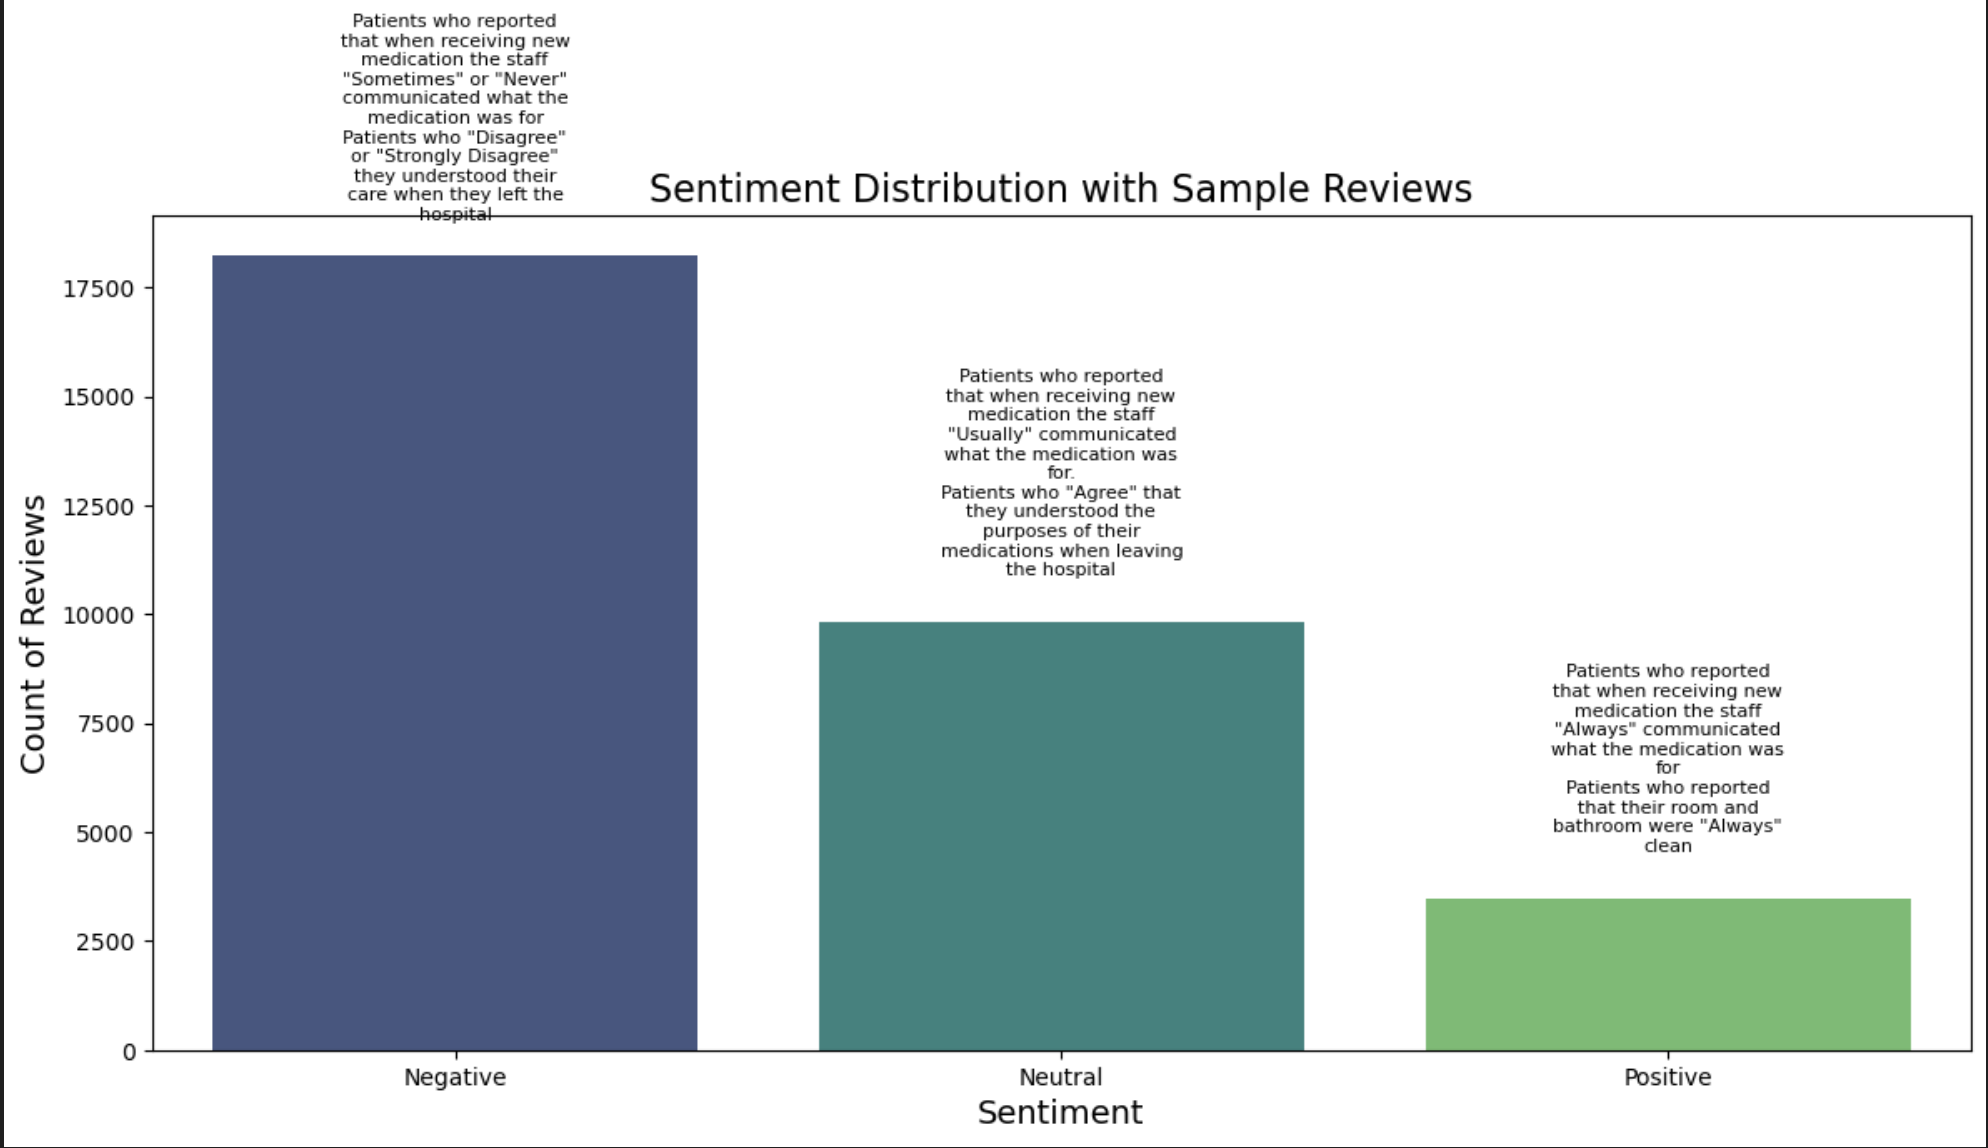 Patients who reported
that when receiving new
medication the staff
"Sometimes" or "Never"
communicated what the
medication was for
Patients who "Disagree"
or "Strongly Disagree"
they understood their
care when they left the
hospital
Sentiment Distribution with Sample Reviews
Count of Reviews
17500
15000
12500
10000
7500
5000
2500
0
Patients who reported
that when receiving new
medication the staff
"Usually" communicated
what the medication was
for.
Patients who "Agree" that
they understood the
purposes of their
medications when leaving
the hospital
Patients who reported
that when receiving new
medication the staff
"Always" communicated
what the medication was
for
Patients who reported
that their room and
bathroom were "Always"
clean
Negative
Neutral
Positive
Sentiment